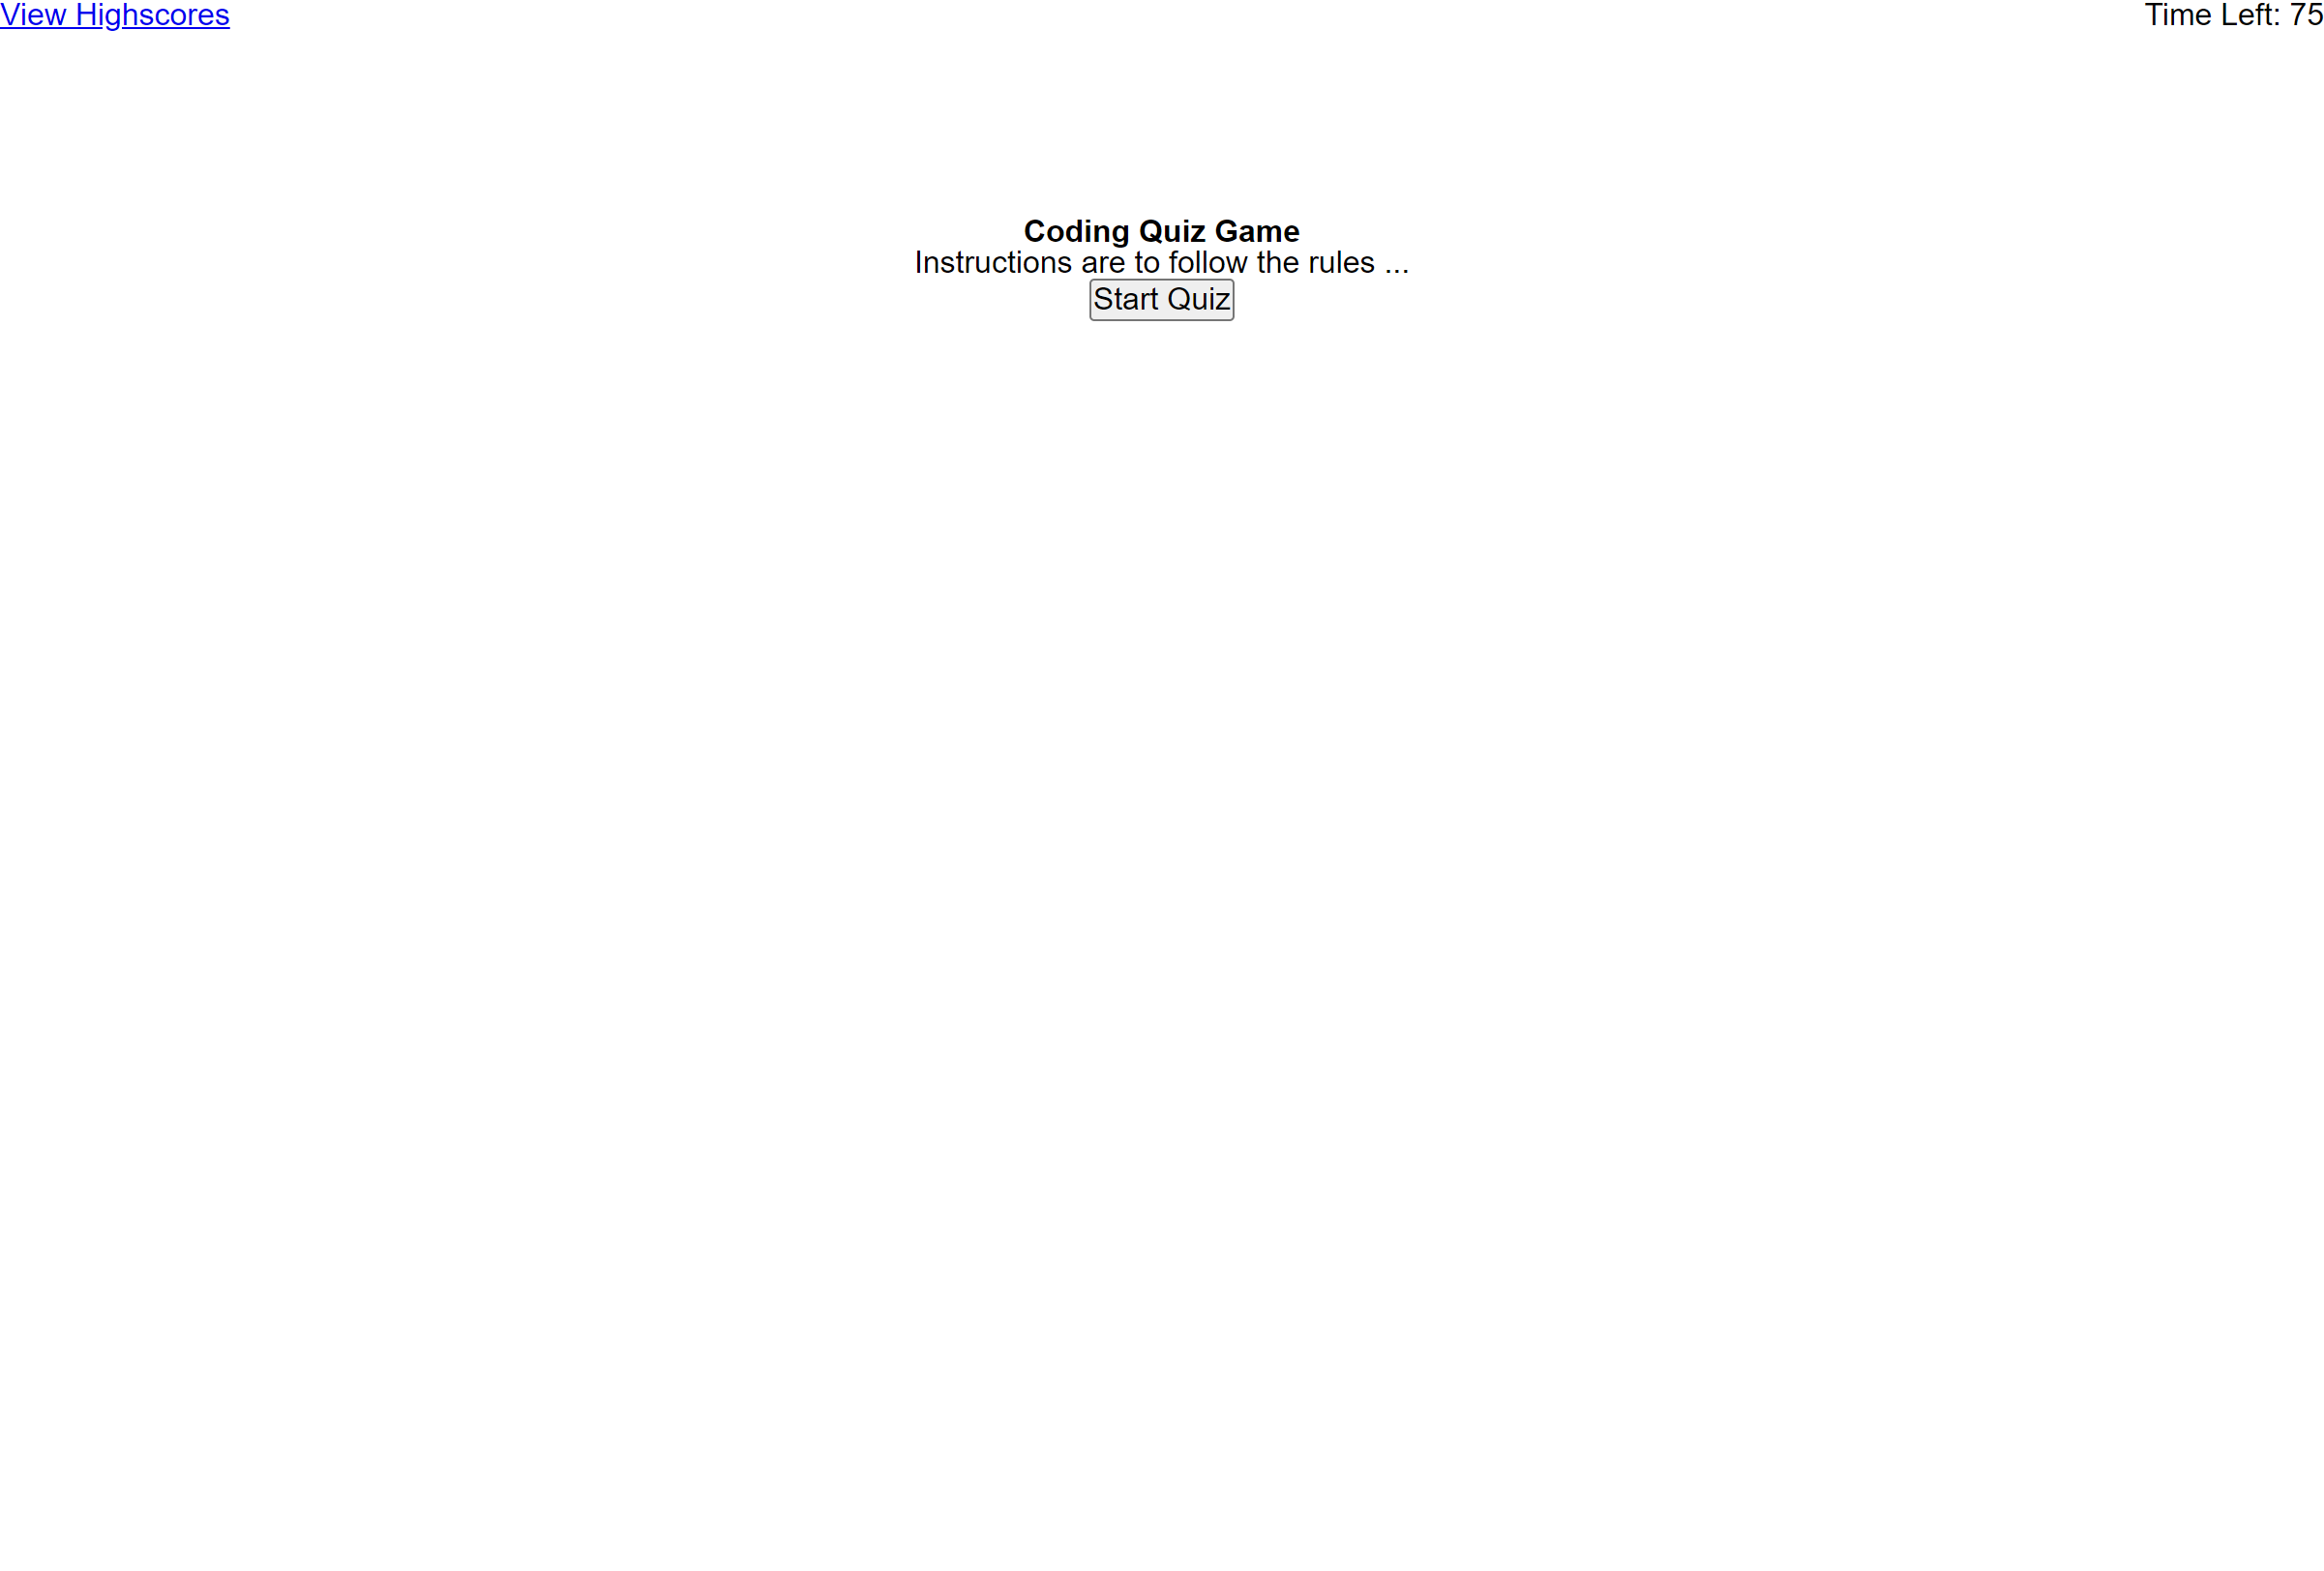 View Highscores
Time Left: 75
Coding Quiz Game
Instructions are to follow the rules ...
Start Quiz